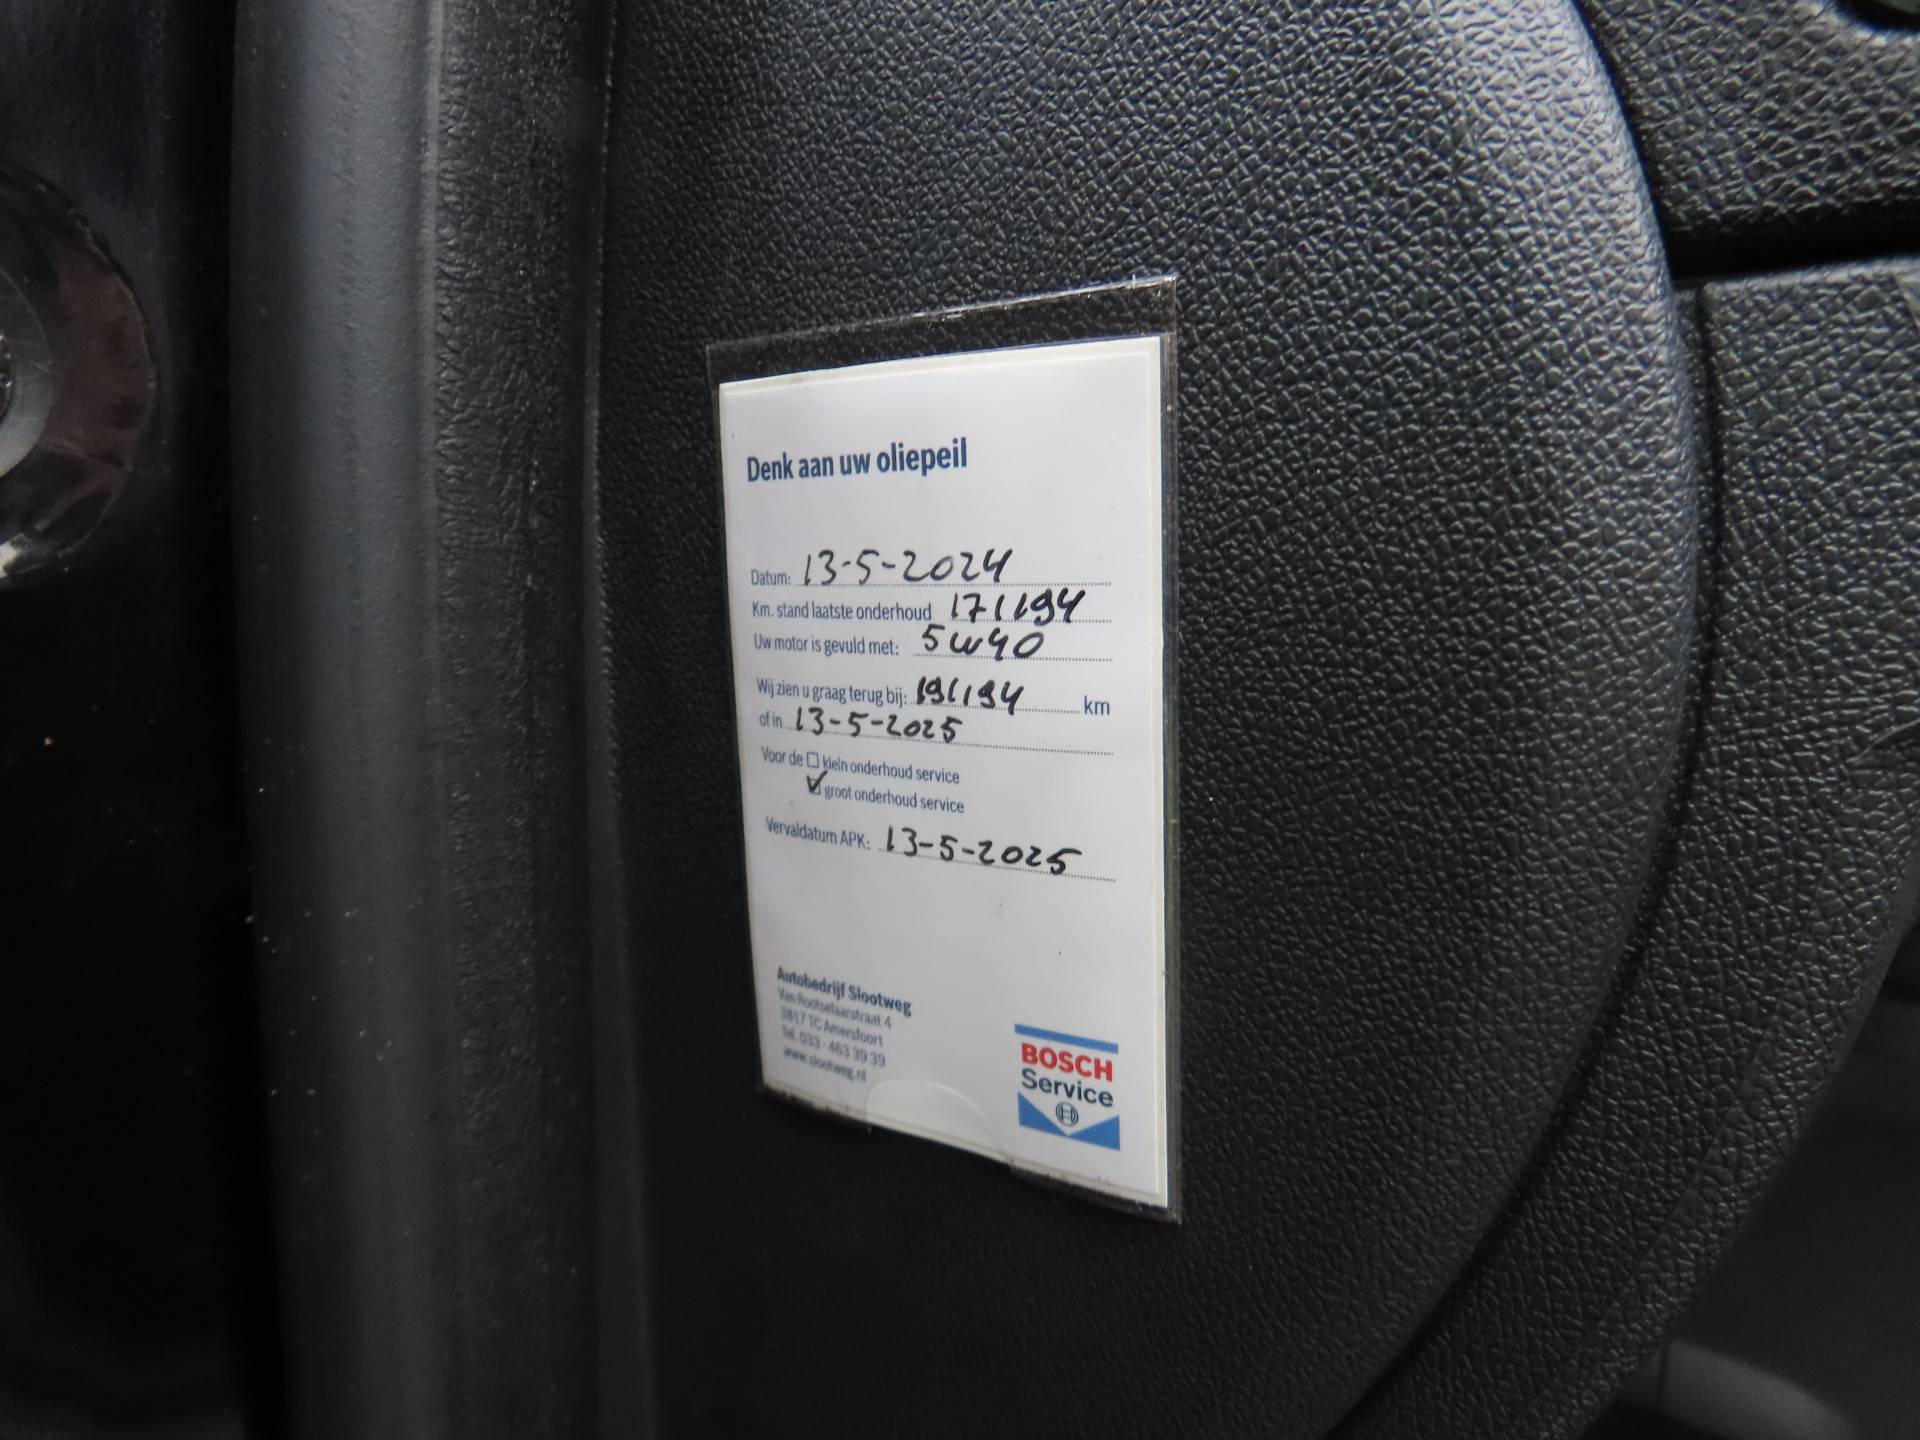 Denk aan uw oliepeil
Datum: 13-5-2024
Km. stand laatste onderhoud 171194
Uw motor is gevuld met: 5W40
Wij zien u graag terug bij: 191194 km
of in 13-5-2025
Voor de ☐ klein onderhoud service
☑ groot onderhoud service
Vervaldatum APK: 13-5-2025
Autobedrijf Slootweg
Van Rootselaarstraat 4
3817 TC Amersfoort
Tel. 033 - 463 39 39
www.slootweg.nl
BOSCH
Service